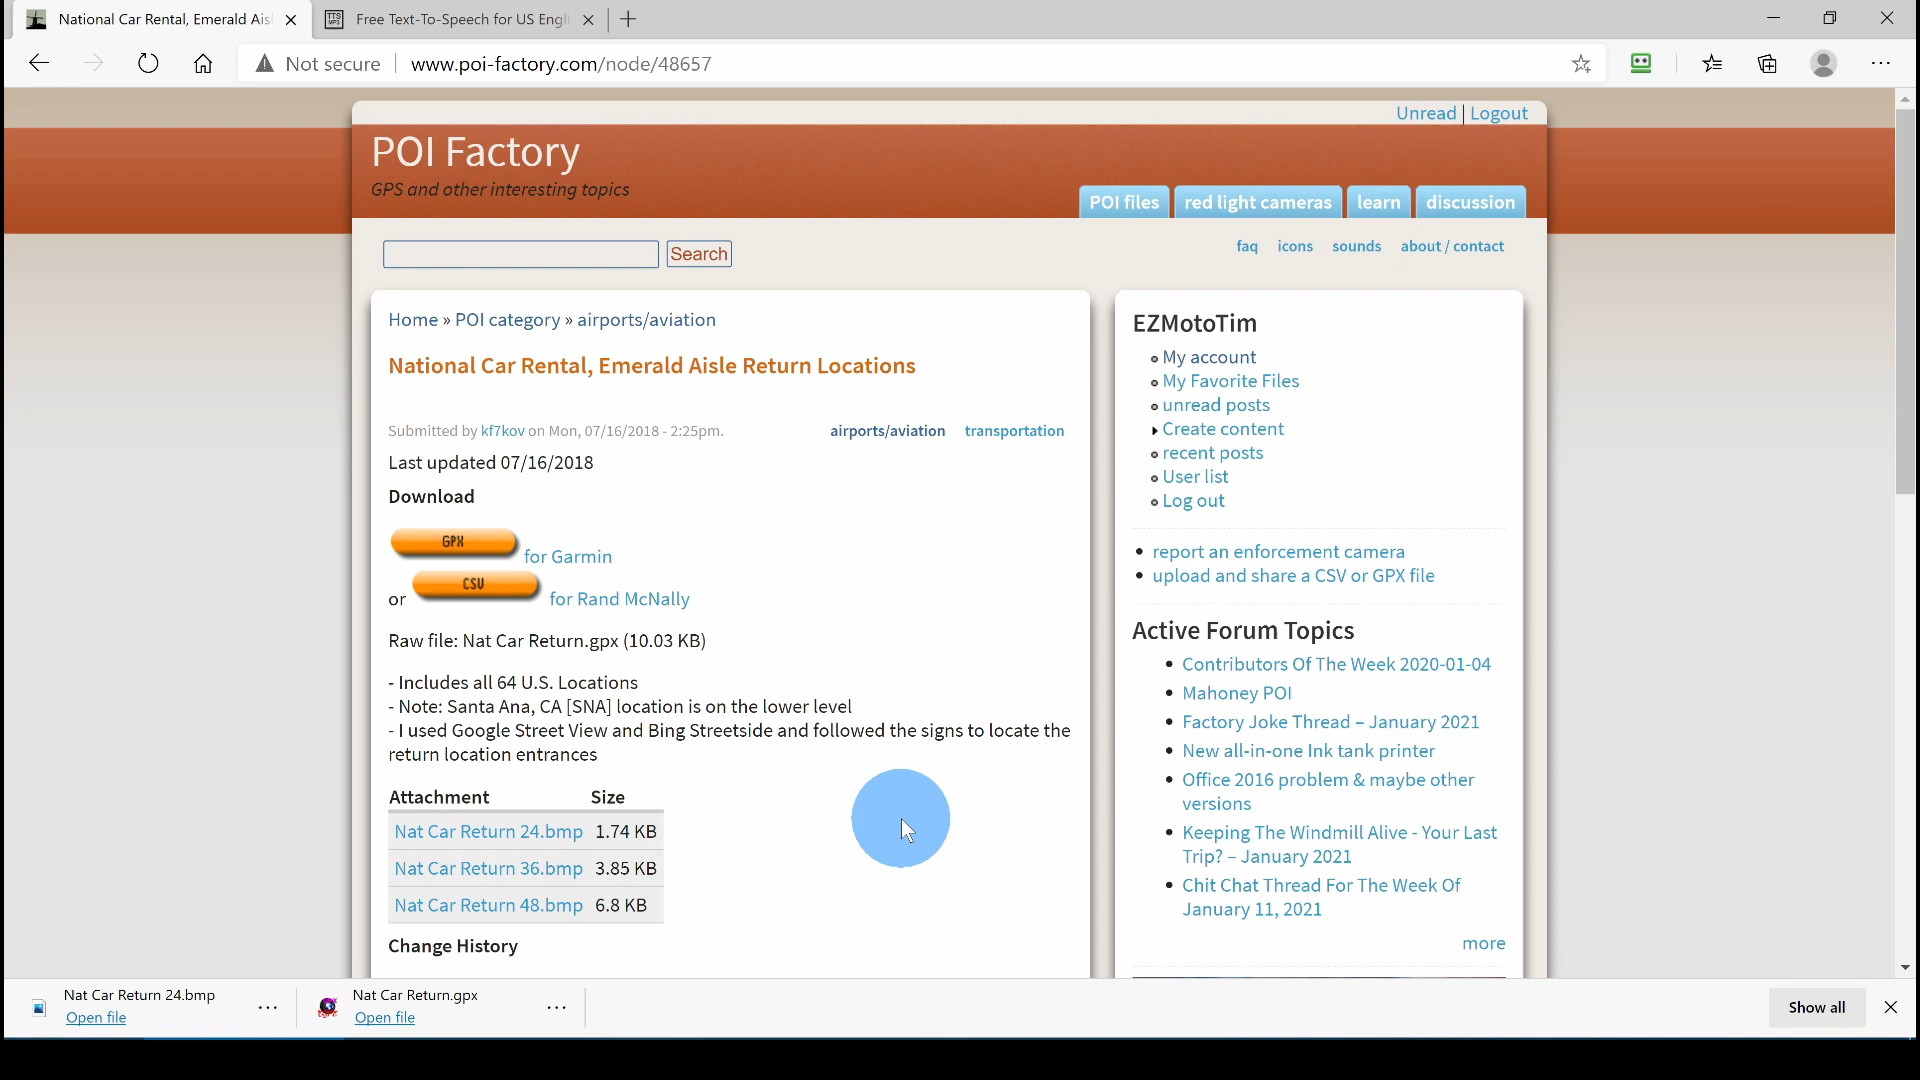 National Car Rental, Emerald Ais
Free Text-To-Speech for US Engli
Not secure
www.poi-factory.com/node/48657
Unread | Logout
POI Factory
GPS and other interesting topics
POI files
red light cameras
learn
discussion
Search
faq icons sounds about / contact
Home » POI category » airports/aviation
National Car Rental, Emerald Aisle Return Locations
Submitted by kf7kov on Mon, 07/16/2018 - 2:25pm.
airports/aviation transportation
Last updated 07/16/2018
Download
GPX for Garmin
or CSV for Rand McNally
Raw file: Nat Car Return.gpx (10.03 KB)
- Includes all 64 U.S. Locations
- Note: Santa Ana, CA [SNA] location is on the lower level
- I used Google Street View and Bing Streetside and followed the signs to locate the
return location entrances
Attachment Size
Nat Car Return 24.bmp 1.74 KB
Nat Car Return 36.bmp 3.85 KB
Nat Car Return 48.bmp 6.8 KB
Change History
EZMotoTim
My account
My Favorite Files
unread posts
Create content
recent posts
User list
Log out
report an enforcement camera
upload and share a CSV or GPX file
Active Forum Topics
Contributors Of The Week 2020-01-04
Mahoney POI
Factory Joke Thread – January 2021
New all-in-one Ink tank printer
Office 2016 problem & maybe other
versions
Keeping The Windmill Alive - Your Last
Trip? – January 2021
Chit Chat Thread For The Week Of
January 11, 2021
more
Nat Car Return 24.bmp
Open file
Nat Car Return.gpx
Open file
Show all